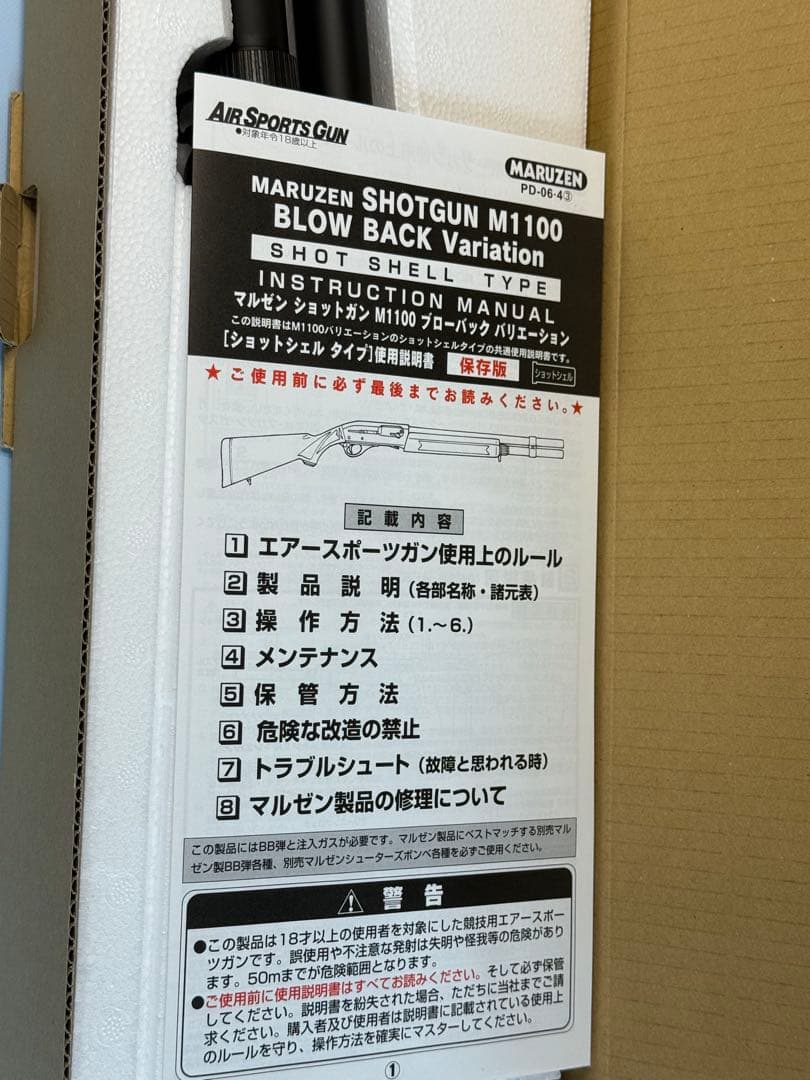 AIR SPORTS GUN
●対象年令18歳以上
MARUZEN
PD-06-4③
MARUZEN SHOTGUN M1100
BLOW BACK Variation
SHOT SHELL TYPE
INSTRUCTION MANUAL
マルゼン ショットガン M1100 ブローバック バリエーション
この説明書はM1100バリエーションのショットシェルタイプの共通使用説明書です。
[ショットシェル タイプ]使用説明書 保存版 ショットシェル
★ご使用前に必ず最後までお読みください。★
記載内容
1 エアースポーツガン使用上のルール
2 製品説明(各部名称・諸元表)
3 操作方法(1.～6.)
4 メンテナンス
5 保管方法
6 危険な改造の禁止
7 トラブルシュート(故障と思われる時)
8 マルゼン製品の修理について
この製品にはBB弾と注入ガスが必要です。マルゼン製品にベストマッチする別売マル
ゼン製BB弾各種、別売マルゼンシューターズボンベ各種を必ずご使用ください。
警告
●この製品は18才以上の使用者を対象にした競技用エアースポー
ツガンです。誤使用や不注意な発射は失明や怪我等の危険があり
ます。50mまでが危険範囲となります。
●ご使用前に使用説明書はすべてお読みください。そして必ず保管
してください。説明書を紛失された場合、ただちに当社までご請
求ください。購入者及び使用者は説明書に記載されている使用上
のルールを守り、操作方法を確実にマスターしてください。
①